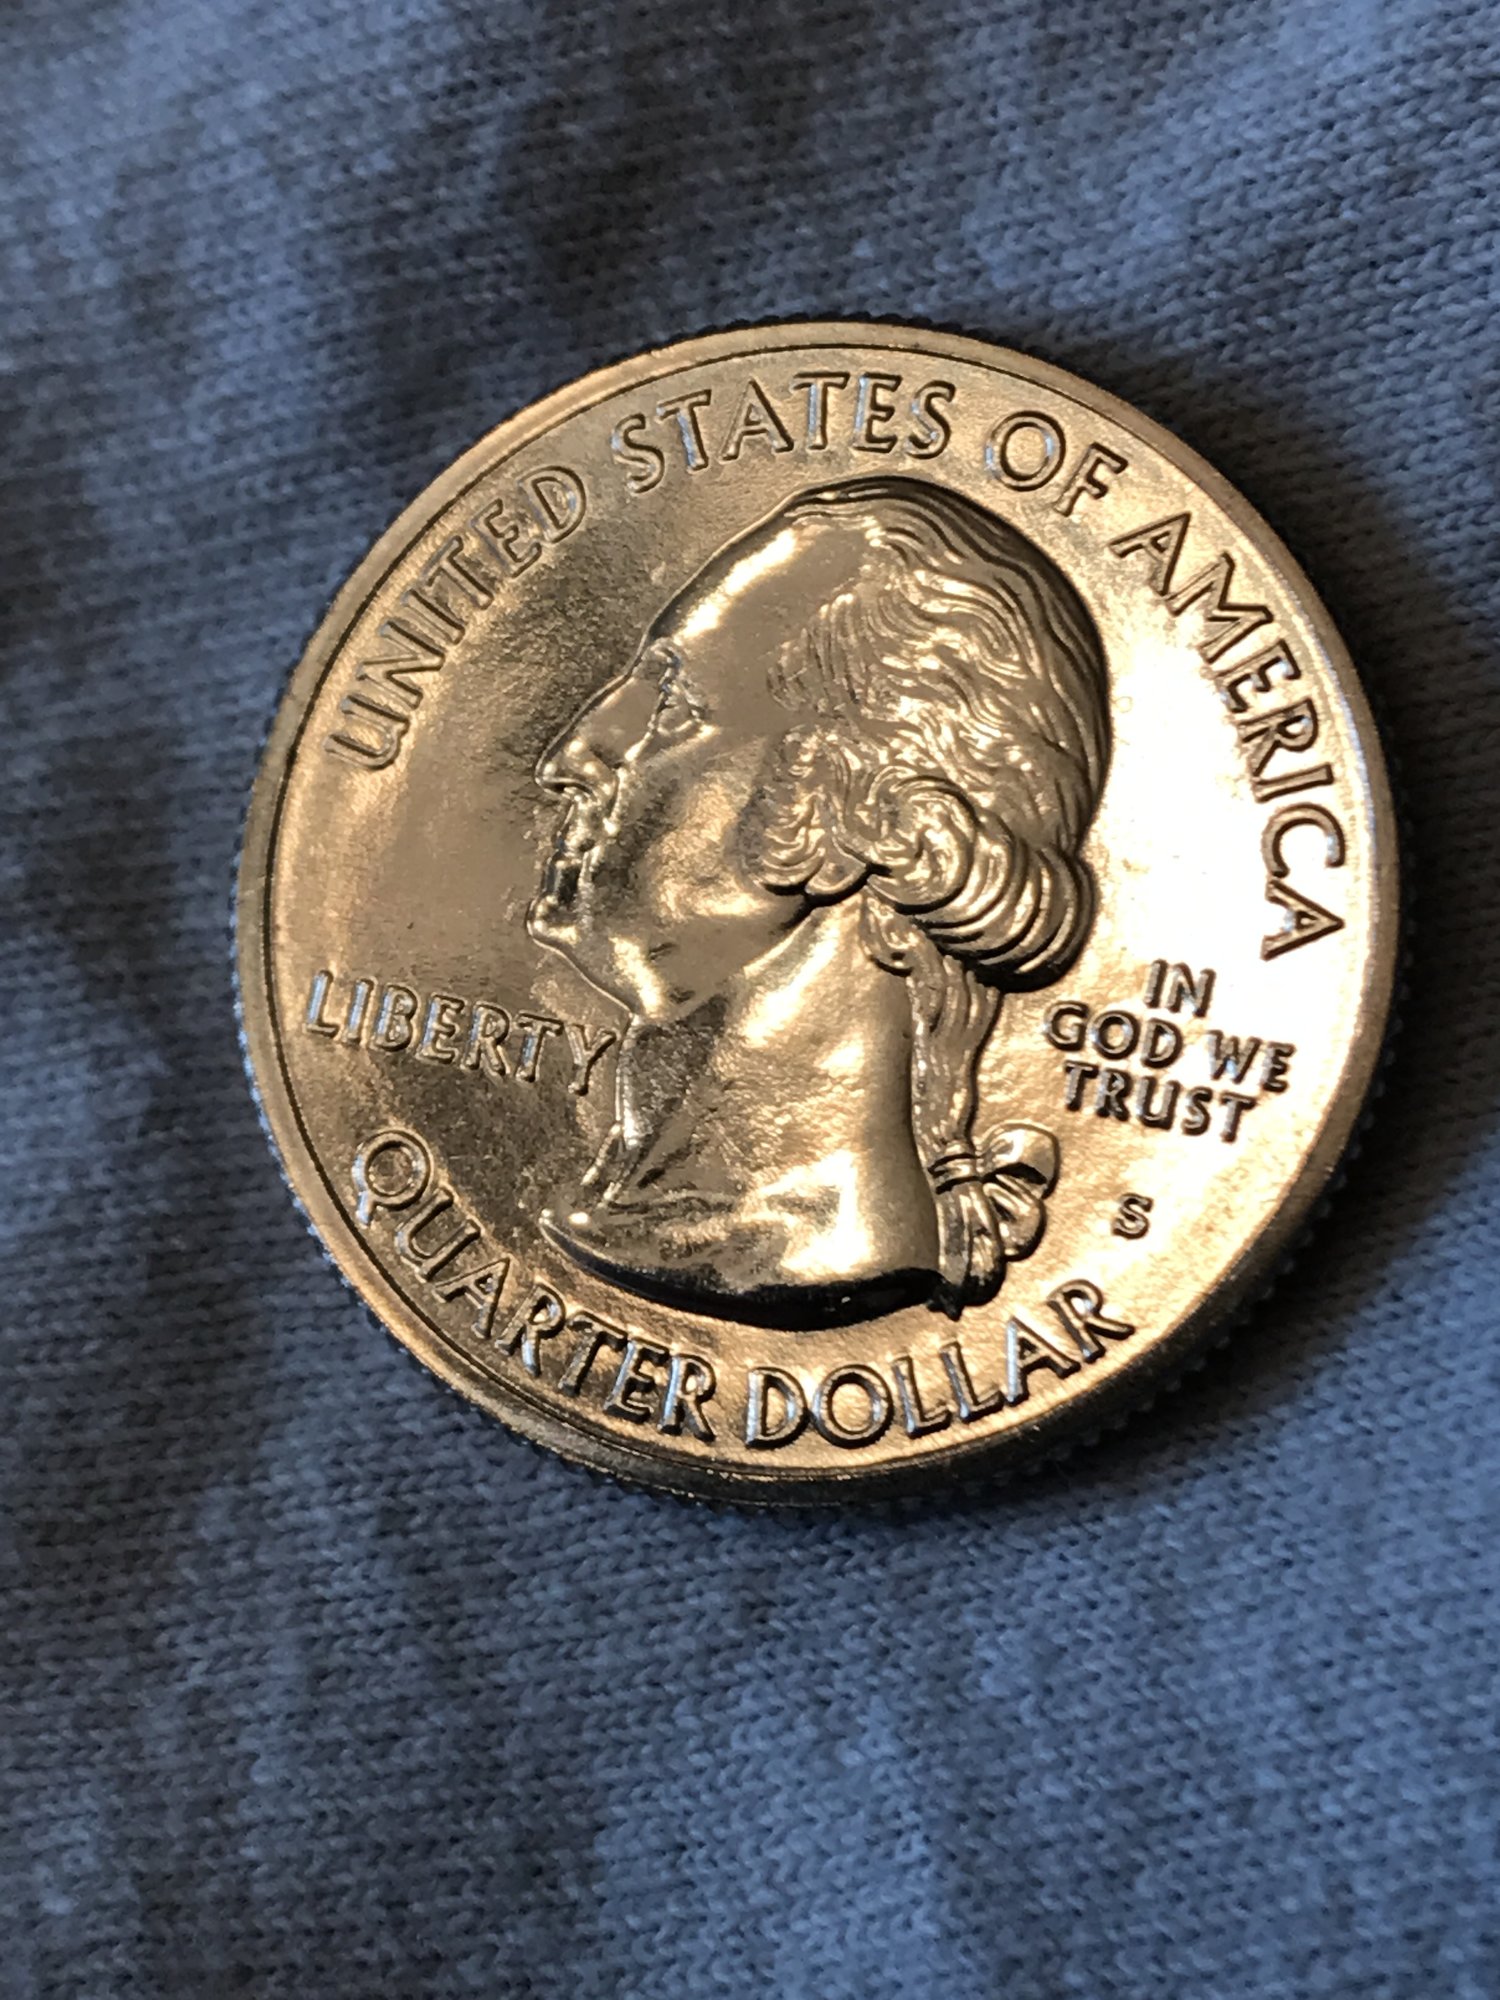 UNITED STATES OF AMERICA
LIBERTY
IN
GOD WE
TRUST
S
QUARTER DOLLAR